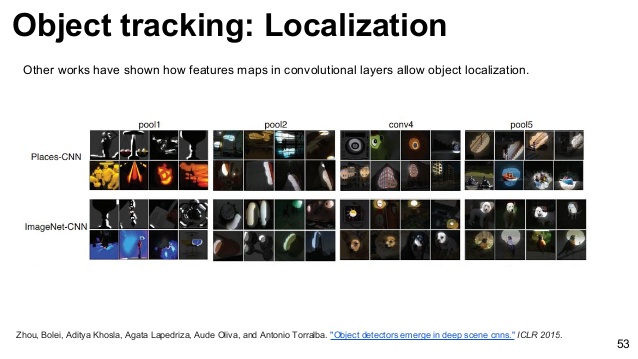 Object tracking: Localization
Other works have shown how features maps in convolutional layers allow object localization.
pool1 pool2 conv4 pool5
Places-CNN
ImageNet-CNN
Zhou, Bolei, Aditya Khosla, Agata Lapedriza, Aude Oliva, and Antonio Torralba. "Object detectors emerge in deep scene cnns." ICLR 2015.
53